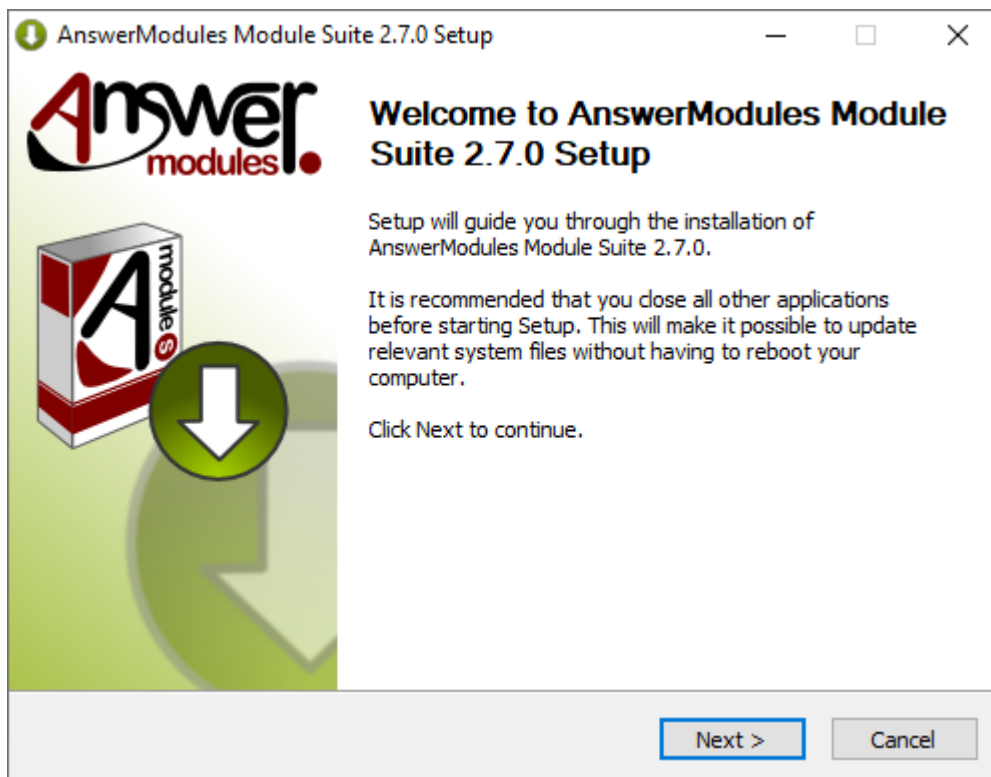 AnswerModules Module Suite 2.7.0 Setup
Answer
modules
Welcome to AnswerModules Module
Suite 2.7.0 Setup
Setup will guide you through the installation of
AnswerModules Module Suite 2.7.0.
It is recommended that you close all other applications
before starting Setup. This will make it possible to update
relevant system files without having to reboot your
computer.
Click Next to continue.
A
modules
Next >
Cancel